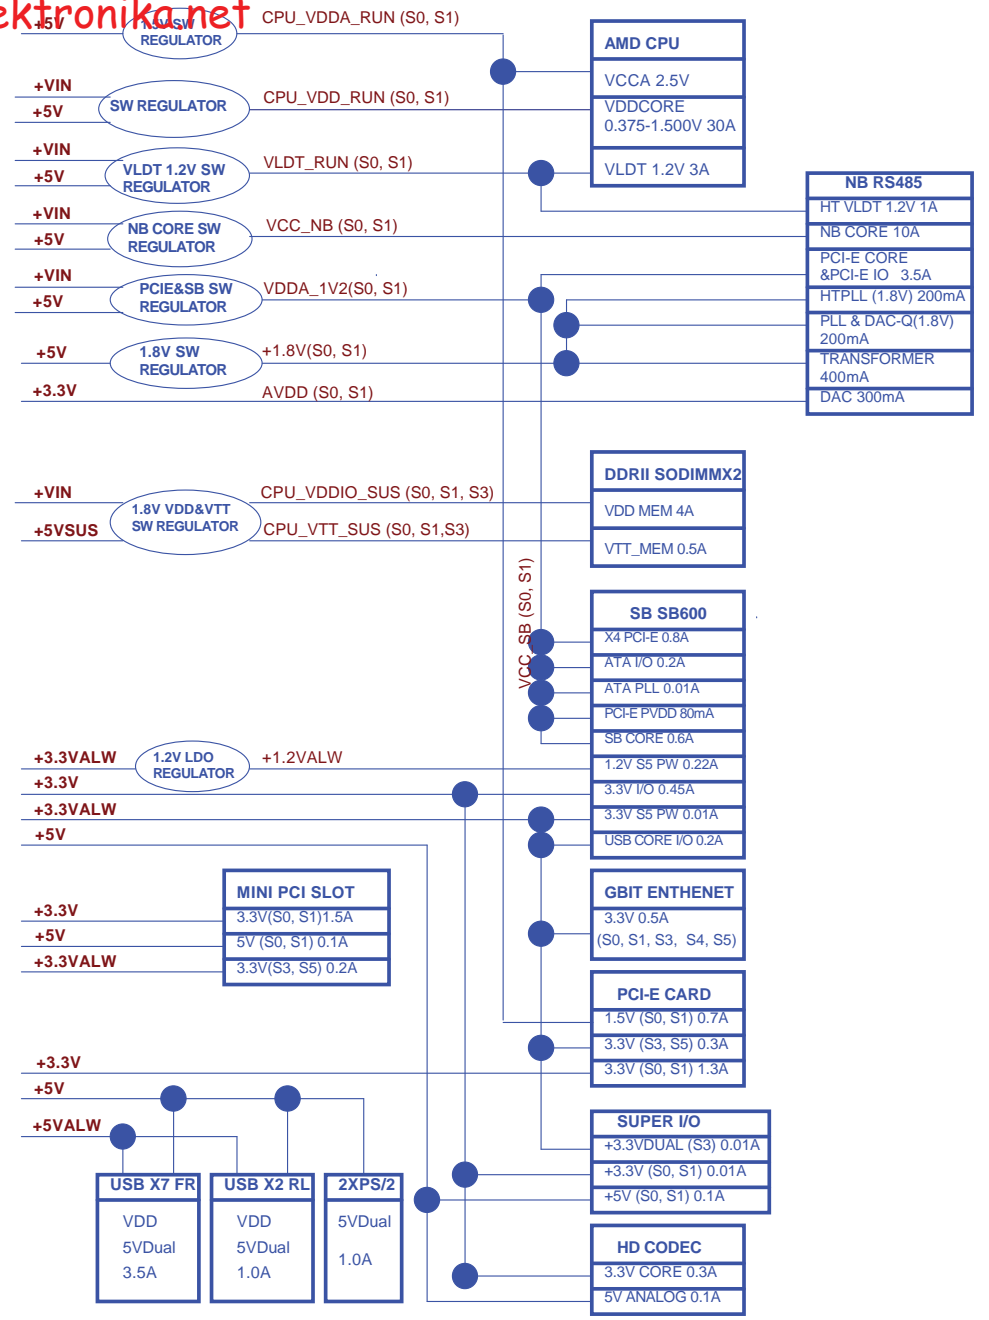 ektronika.net
+5V
1.5V SW
REGULATOR
CPU_VDDA_RUN (S0, S1)
AMD CPU
VCCA 2.5V
VDDCORE
0.375-1.500V 30A
VLDT 1.2V 3A
+VIN
+5V
SW REGULATOR
CPU_VDD_RUN (S0, S1)
+VIN
+5V
VLDT 1.2V SW
REGULATOR
VLDT_RUN (S0, S1)
+VIN
+5V
NB CORE SW
REGULATOR
VCC_NB (S0, S1)
+VIN
+5V
PCIE&SB SW
REGULATOR
VDDA_1V2(S0, S1)
+5V
1.8V SW
REGULATOR
+1.8V(S0, S1)
+3.3V
AVDD (S0, S1)
NB RS485
HT VLDT 1.2V 1A
NB CORE 10A
PCI-E CORE
&PCI-E IO 3.5A
HTPLL (1.8V) 200mA
PLL & DAC-Q(1.8V)
200mA
TRANSFORMER
400mA
DAC 300mA
+VIN
+5VSUS
1.8V VDD&VTT
SW REGULATOR
CPU_VDDIO_SUS (S0, S1, S3)
CPU_VTT_SUS (S0, S1,S3)
DDRII SODIMMX2
VDD MEM 4A
VTT_MEM 0.5A
VCC_SB (S0, S1)
SB SB600
X4 PCI-E 0.8A
ATA I/O 0.2A
ATA PLL 0.01A
PCI-E PVDD 80mA
SB CORE 0.6A
1.2V S5 PW 0.22A
3.3V I/O 0.45A
3.3V S5 PW 0.01A
USB CORE I/O 0.2A
+3.3VALW
1.2V LDO
REGULATOR
+1.2VALW
+3.3V
+3.3VALW
+5V
MINI PCI SLOT
3.3V(S0, S1)1.5A
5V (S0, S1) 0.1A
3.3V(S3, S5) 0.2A
+3.3V
+5V
+3.3VALW
GBIT ENTHENET
3.3V 0.5A
(S0, S1, S3, S4, S5)
PCI-E CARD
1.5V (S0, S1) 0.7A
3.3V (S3, S5) 0.3A
3.3V (S0, S1) 1.3A
+3.3V
+5V
+5VALW
SUPER I/O
+3.3VDUAL (S3) 0.01A
+3.3V (S0, S1) 0.01A
+5V (S0, S1) 0.1A
USB X7 FR
VDD
5VDual
3.5A
USB X2 RL
VDD
5VDual
1.0A
2XPS/2
5VDual
1.0A
HD CODEC
3.3V CORE 0.3A
5V ANALOG 0.1A